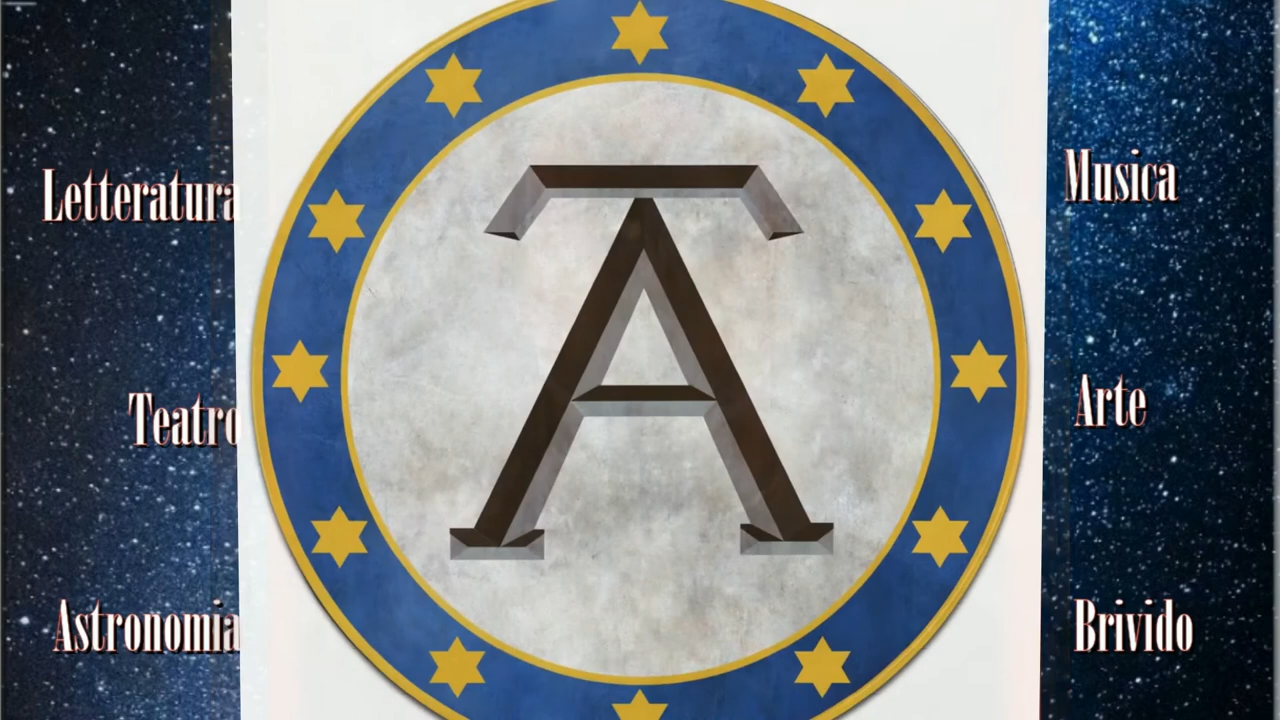 Letteratura
Teatro
Astronomia
A
Musica
Arte
Brivido